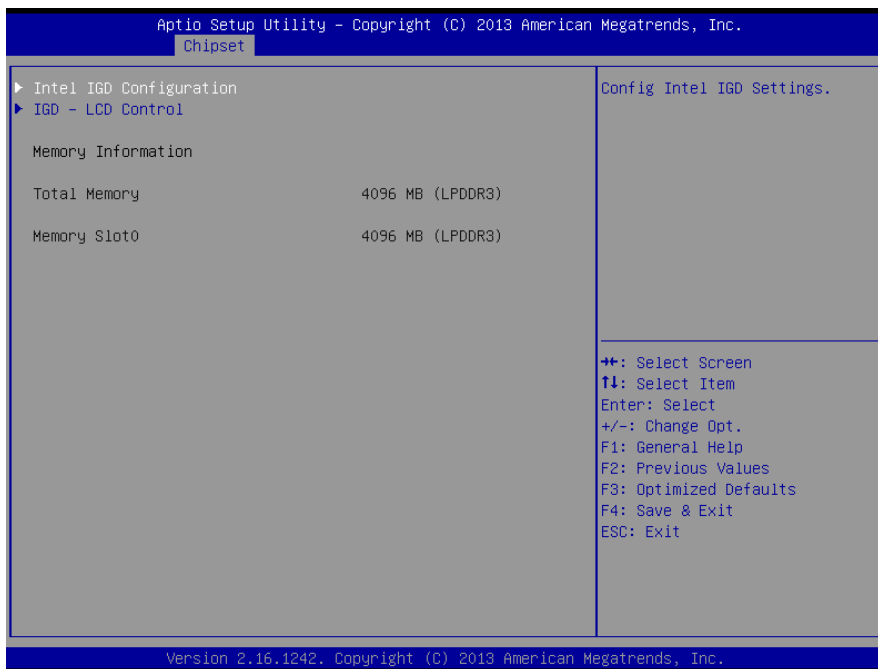 Aptio Setup Utility – Copyright (C) 2013 American Megatrends, Inc.
Chipset
▶ Intel IGD Configuration
▶ IGD – LCD Control
Memory Information
Total Memory 4096 MB (LPDDR3)
Memory Slot0 4096 MB (LPDDR3)
Config Intel IGD Settings.
→←: Select Screen
↑↓: Select Item
Enter: Select
+/-: Change Opt.
F1: General Help
F2: Previous Values
F3: Optimized Defaults
F4: Save & Exit
ESC: Exit
Version 2.16.1242. Copyright (C) 2013 American Megatrends, Inc.